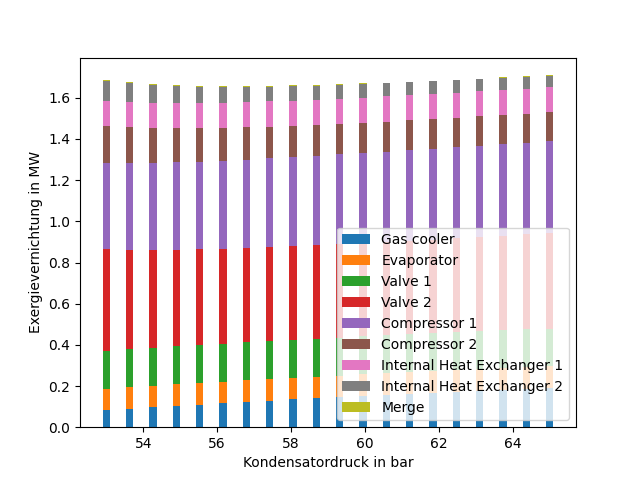 Exergievernichtung in MW
1.6
1.4
1.2
1.0
0.8
0.6
0.4
0.2
0.0
Gas cooler
Evaporator
Valve 1
Valve 2
Compressor 1
Compressor 2
Internal Heat Exchanger 1
Internal Heat Exchanger 2
Merge
54 56 58 60 62 64
Kondensatordruck in bar